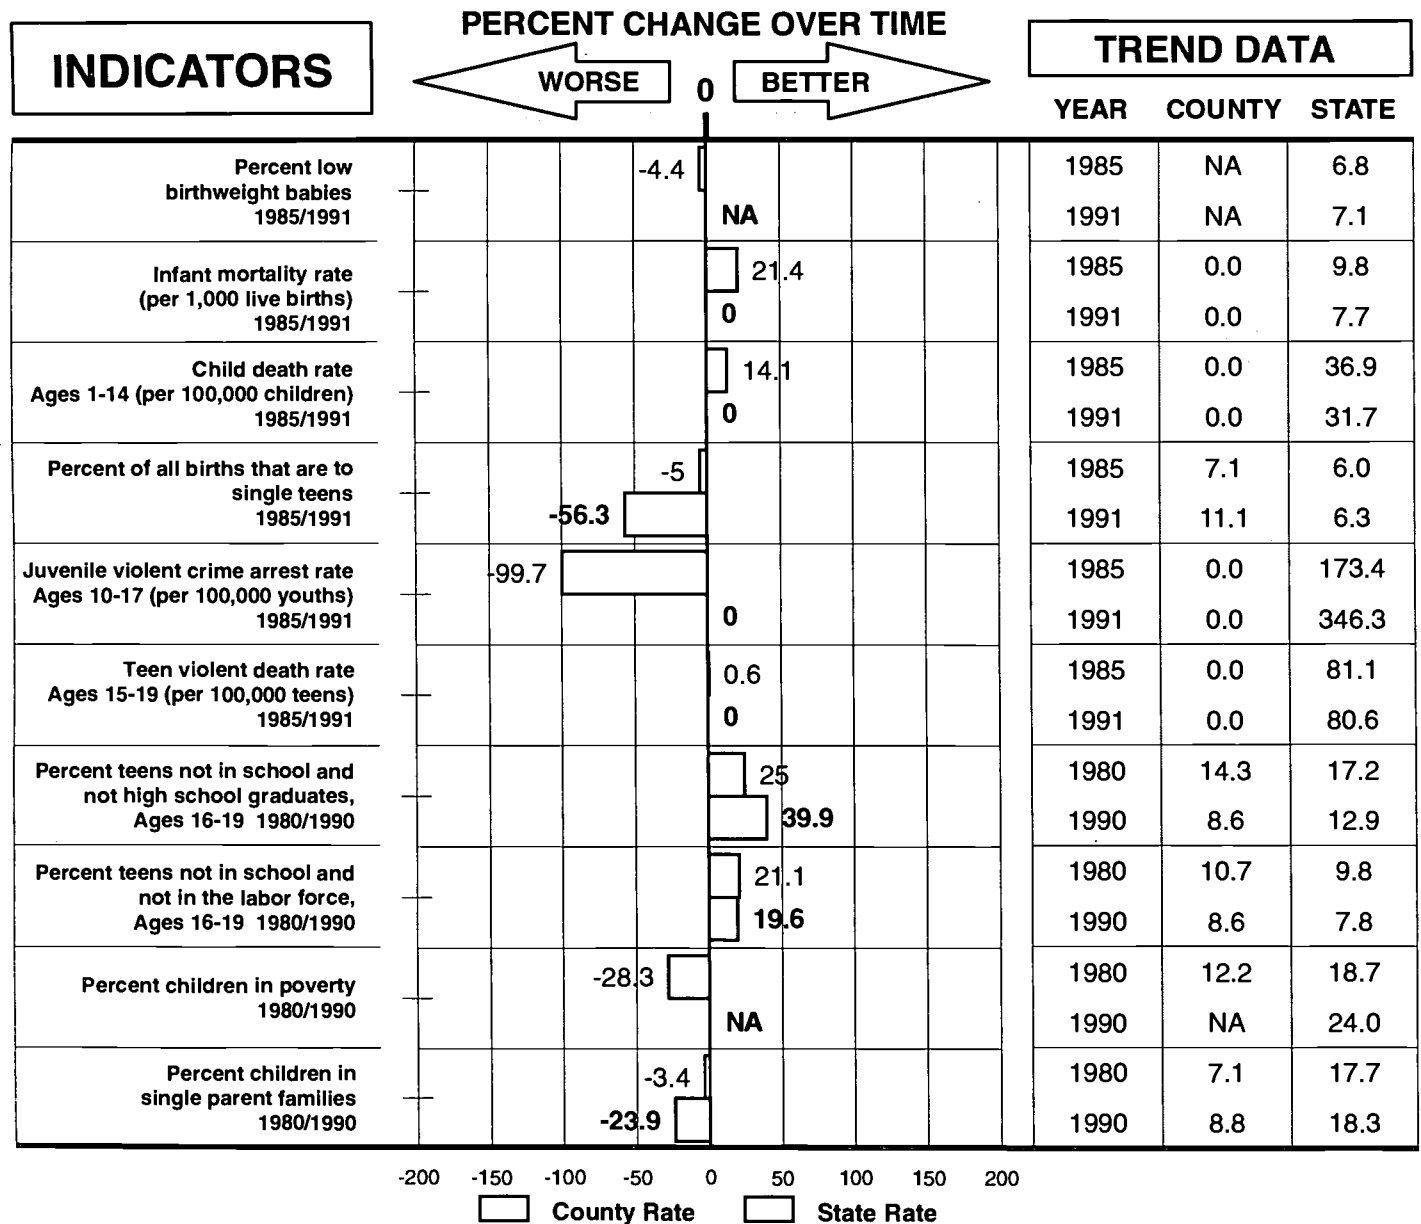 PERCENT CHANGE OVER TIME
INDICATORS
WORSE
0
BETTER
TREND DATA
YEAR COUNTY STATE
Percent low
birthweight babies
1985/1991
-4.4
NA
1985 NA 6.8
1991 NA 7.1
Infant mortality rate
(per 1,000 live births)
1985/1991
21.4
0
1985 0.0 9.8
1991 0.0 7.7
Child death rate
Ages 1-14 (per 100,000 children)
1985/1991
14.1
0
1985 0.0 36.9
1991 0.0 31.7
Percent of all births that are to
single teens
1985/1991
-5
-56.3
1985 7.1 6.0
1991 11.1 6.3
Juvenile violent crime arrest rate
Ages 10-17 (per 100,000 youths)
1985/1991
-99.7
0
1985 0.0 173.4
1991 0.0 346.3
Teen violent death rate
Ages 15-19 (per 100,000 teens)
1985/1991
0.6
0
1985 0.0 81.1
1991 0.0 80.6
Percent teens not in school and
not high school graduates,
Ages 16-19 1980/1990
25
39.9
1980 14.3 17.2
1990 8.6 12.9
Percent teens not in school and
not in the labor force,
Ages 16-19 1980/1990
21.1
19.6
1980 10.7 9.8
1990 8.6 7.8
Percent children in poverty
1980/1990
-28.3
NA
1980 12.2 18.7
1990 NA 24.0
Percent children in
single parent families
1980/1990
-3.4
-23.9
1980 7.1 17.7
1990 8.8 18.3
-200 -150 -100 -50 0 50 100 150 200
County Rate State Rate